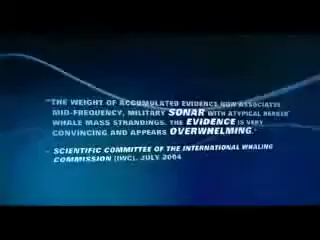 "THE WEIGHT OF ACCUMULATED EVIDENCE NOW ASSOCIATES
MID-FREQUENCY, MILITARY SONAR WITH ATYPICAL BEAKED
WHALE MASS STRANDINGS. THE EVIDENCE IS VERY
CONVINCING AND APPEARS OVERWHELMING."
- SCIENTIFIC COMMITTEE OF THE INTERNATIONAL WHALING
COMMISSION (IWC), JULY 2004